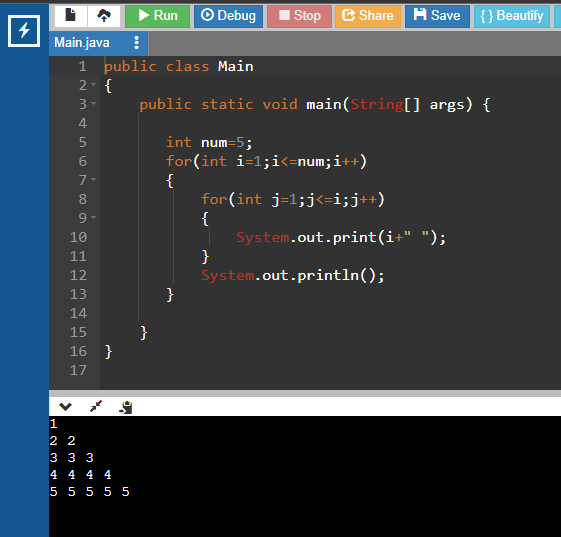 Run Debug Stop Share Save { } Beautify
Main.java
1 public class Main
2 {
3     public static void main(String[] args) {
4
5        int num=5;
6        for(int i=1;i<=num;i++)
7        {
8            for(int j=1;j<=i;j++)
9            {
10                System.out.print(i+" ");
11            }
12            System.out.println();
13        }
14
15     }
16 }
17
1
2 2
3 3 3
4 4 4 4
5 5 5 5 5